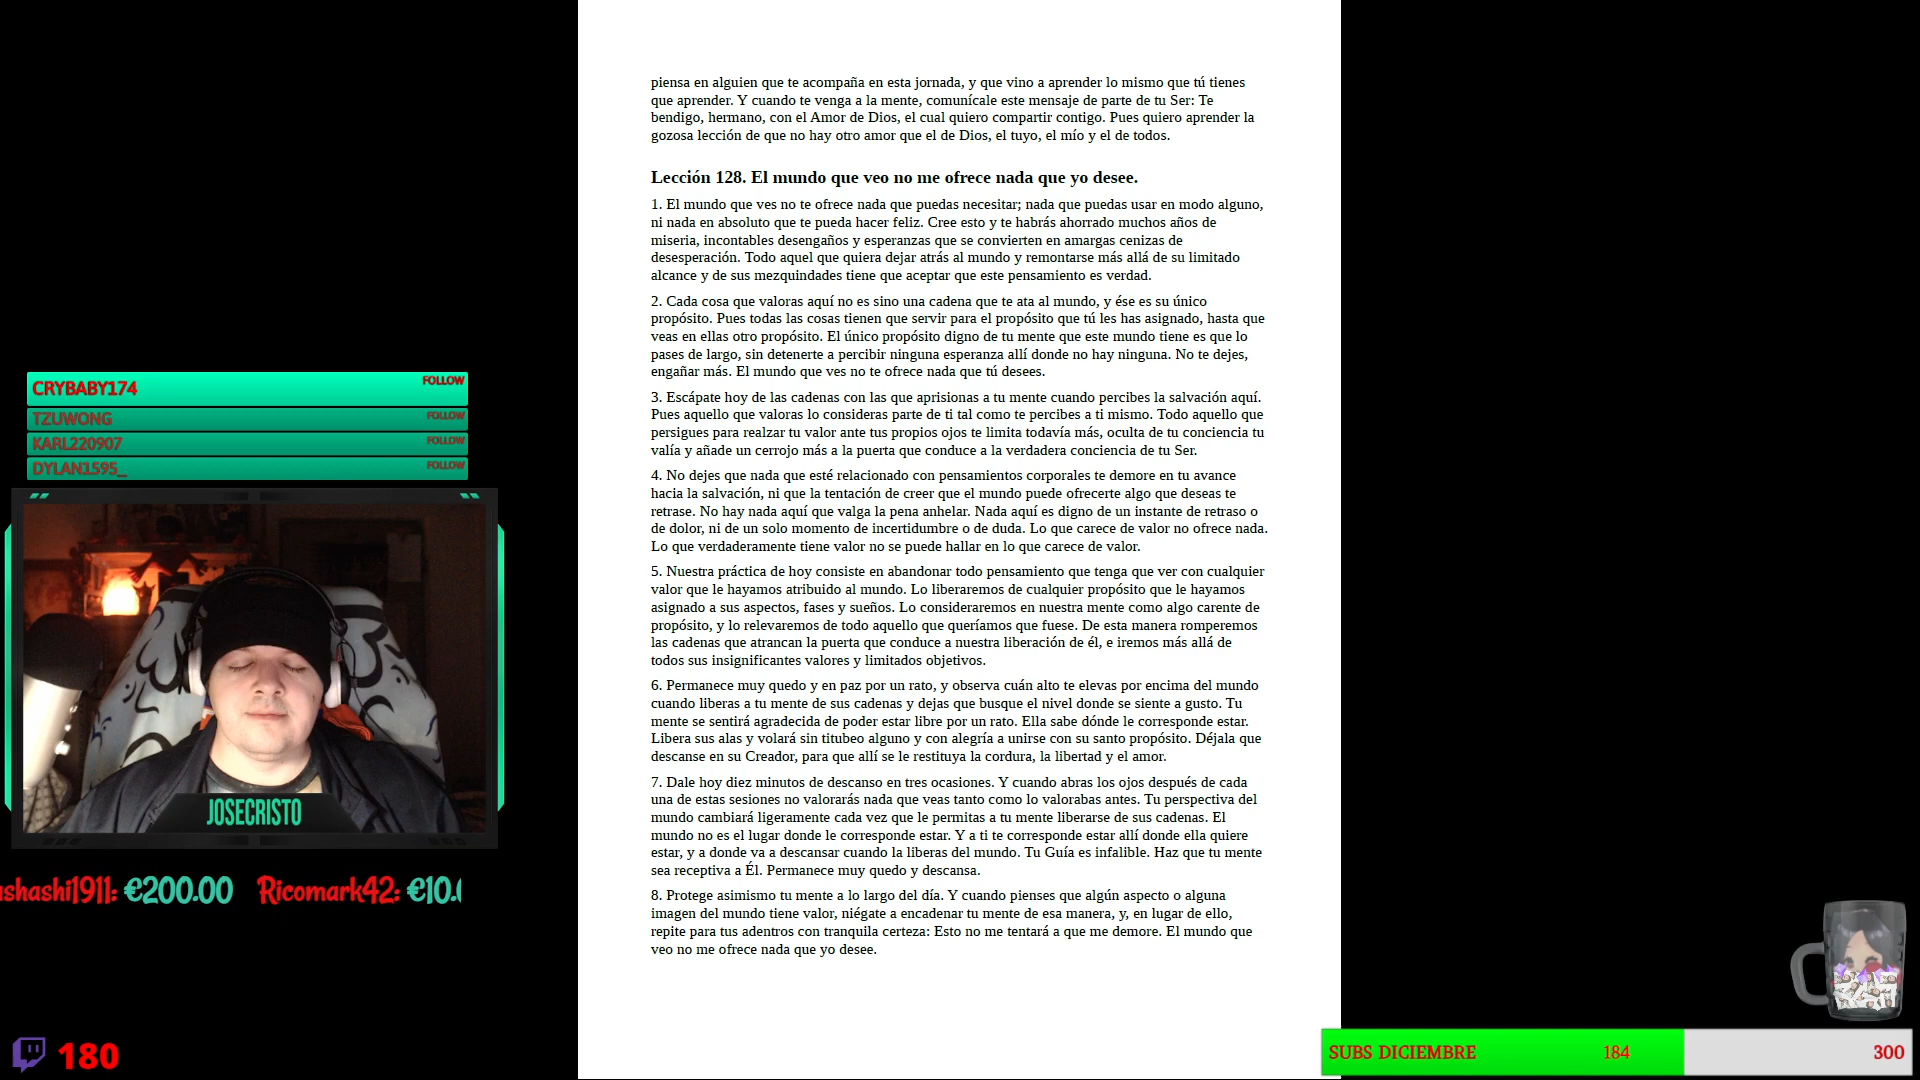 piensa en alguien que te acompaña en esta jornada, y que vino a aprender lo mismo que tú tienes
que aprender. Y cuando te venga a la mente, comunícale este mensaje de parte de tu Ser: Te
bendigo, hermano, con el Amor de Dios, el cual quiero compartir contigo. Pues quiero aprender la
gozosa lección de que no hay otro amor que el de Dios, el tuyo, el mío y el de todos.
Lección 128. El mundo que veo no me ofrece nada que yo desee.
1. El mundo que ves no te ofrece nada que puedas necesitar; nada que puedas usar en modo alguno,
ni nada en absoluto que te pueda hacer feliz. Cree esto y te habrás ahorrado muchos años de
miseria, incontables desengaños y esperanzas que se convierten en amargas cenizas de
desesperación. Todo aquel que quiera dejar atrás al mundo y remontarse más allá de su limitado
alcance y de sus mezquindades tiene que aceptar que este pensamiento es verdad.
2. Cada cosa que valoras aquí no es sino una cadena que te ata al mundo, y ése es su único
propósito. Pues todas las cosas tienen que servir para el propósito que tú les has asignado, hasta que
veas en ellas otro propósito. El único propósito digno de tu mente que este mundo tiene es que lo
pases de largo, sin detenerte a percibir ninguna esperanza allí donde no hay ninguna. No te dejes,
engañar más. El mundo que ves no te ofrece nada que tú desees.
3. Escápate hoy de las cadenas con las que aprisionas a tu mente cuando percibes la salvación aquí.
Pues aquello que valoras lo consideras parte de ti tal como te percibes a ti mismo. Todo aquello que
persigues para realzar tu valor ante tus propios ojos te limita todavía más, oculta de tu conciencia tu
valía y añade un cerrojo más a la puerta que conduce a la verdadera conciencia de tu Ser.
4. No dejes que nada que esté relacionado con pensamientos corporales te demore en tu avance
hacia la salvación, ni que la tentación de creer que el mundo puede ofrecerte algo que deseas te
retrase. No hay nada aquí que valga la pena anhelar. Nada aquí es digno de un instante de retraso o
de dolor, ni de un solo momento de incertidumbre o de duda. Lo que carece de valor no ofrece nada.
Lo que verdaderamente tiene valor no se puede hallar en lo que carece de valor.
5. Nuestra práctica de hoy consiste en abandonar todo pensamiento que tenga que ver con cualquier
valor que le hayamos atribuido al mundo. Lo liberaremos de cualquier propósito que le hayamos
asignado a sus aspectos, fases y sueños. Lo consideraremos en nuestra mente como algo carente de
propósito, y lo relevaremos de todo aquello que queríamos que fuese. De esta manera romperemos
las cadenas que atrancan la puerta que conduce a nuestra liberación de él, e iremos más allá de
todos sus insignificantes valores y limitados objetivos.
6. Permanece muy quedo y en paz por un rato, y observa cuán alto te elevas por encima del mundo
cuando liberas a tu mente de sus cadenas y dejas que busque el nivel donde se siente a gusto. Tu
mente se sentirá agradecida de poder estar libre por un rato. Ella sabe dónde le corresponde estar.
Libera sus alas y volará sin titubeo alguno y con alegría a unirse con su santo propósito. Déjala que
descanse en su Creador, para que allí se le restituya la cordura, la libertad y el amor.
7. Dale hoy diez minutos de descanso en tres ocasiones. Y cuando abras los ojos después de cada
una de estas sesiones no valorarás nada que veas tanto como lo valorabas antes. Tu perspectiva del
mundo cambiará ligeramente cada vez que le permitas a tu mente liberarse de sus cadenas. El
mundo no es el lugar donde le corresponde estar. Y a ti te corresponde estar allí donde ella quiere
estar, y a donde va a descansar cuando la liberas del mundo. Tu Guía es infalible. Haz que tu mente
sea receptiva a Él. Permanece muy quedo y descansa.
8. Protege asimismo tu mente a lo largo del día. Y cuando pienses que algún aspecto o alguna
imagen del mundo tiene valor, niégate a encadenar tu mente de esa manera, y, en lugar de ello,
repite para tus adentros con tranquila certeza: Esto no me tentará a que me demore. El mundo que
veo no me ofrece nada que yo desee.
CRYBABY174 FOLLOW
TZUWONG FOLLOW
KARL220907 FOLLOW
DYLAN1595_ FOLLOW
JOSECRISTO
shashi1911: €200.00 Ricomark42: €10.
180
SUBS DICIEMBRE 184 300